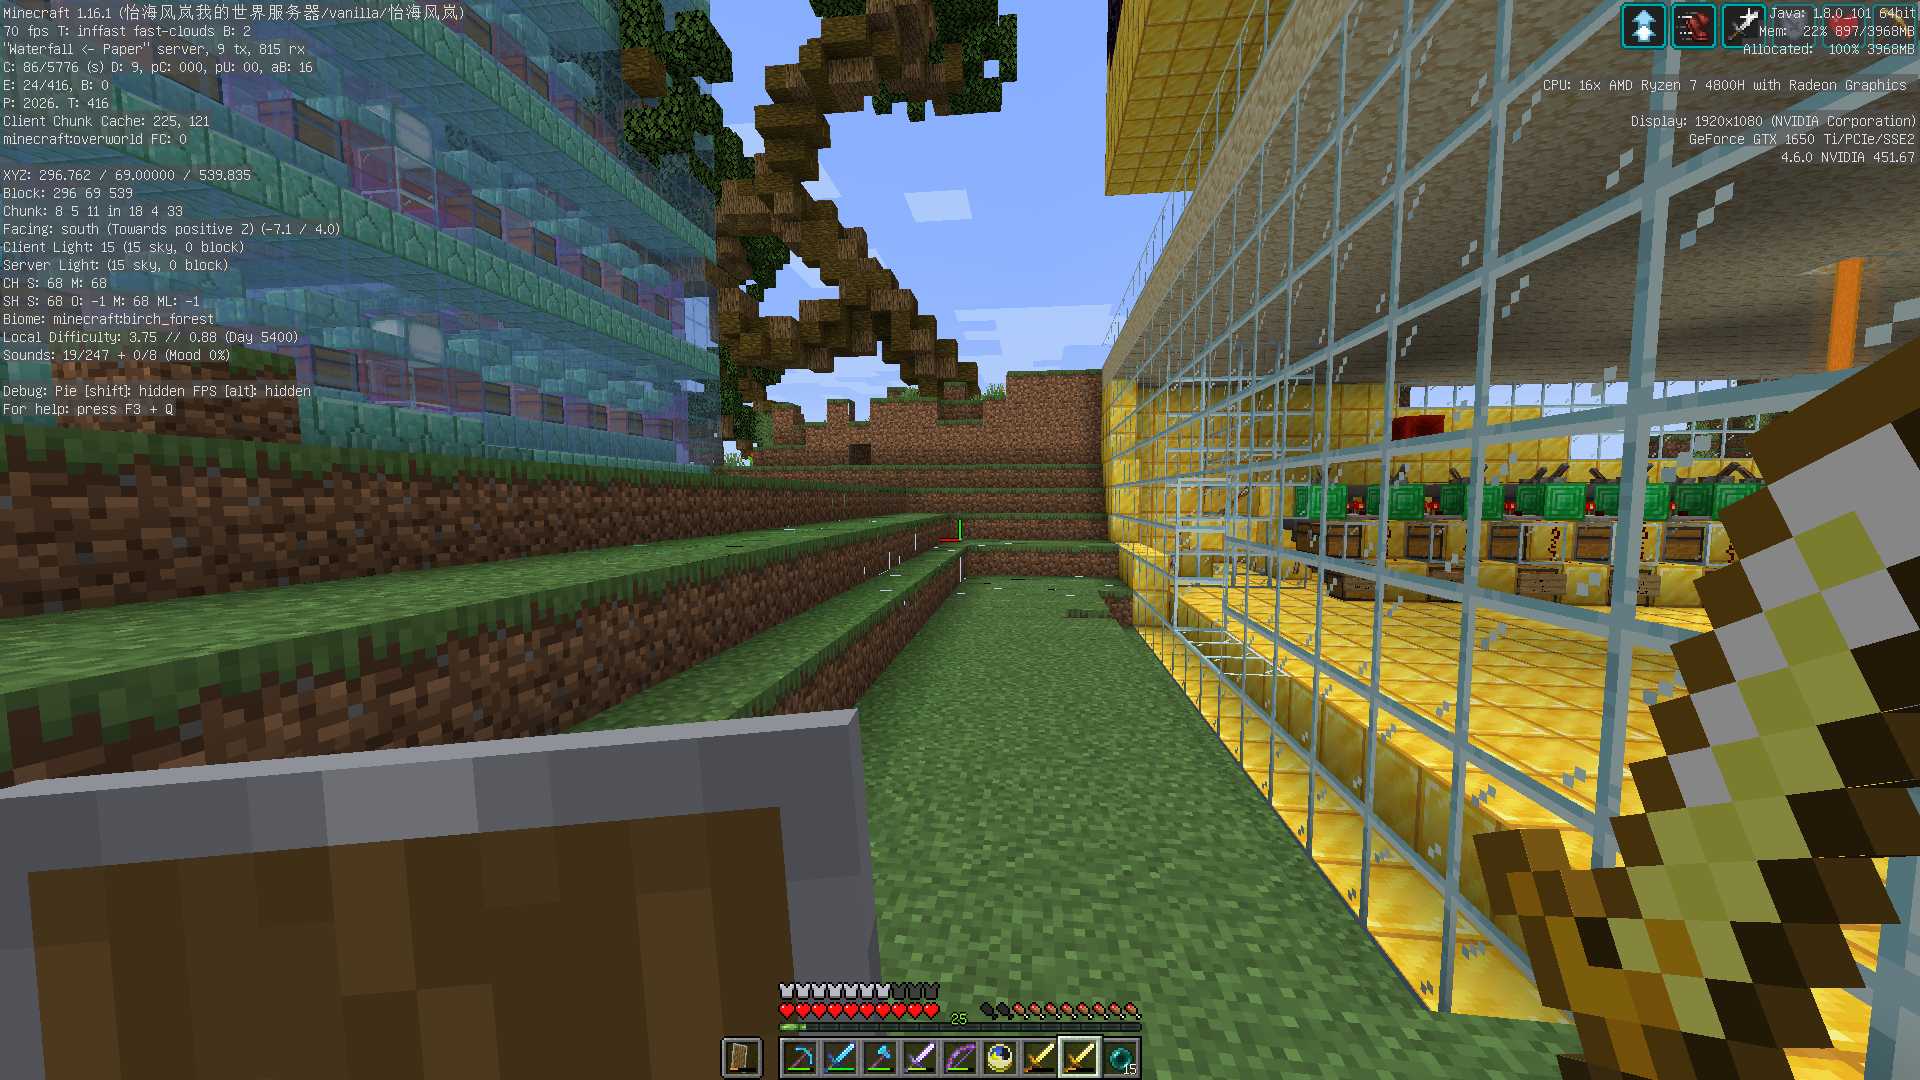 Minecraft 1.16.1 (怡海风岚我的世界服务器/vanilla/怡海风岚)
70 fps T: inffast fast-clouds B: 2
"Waterfall <- Paper" server, 9 tx, 815 rx
C: 86/5776 (s) D: 9, pC: 000, pU: 00, aB: 16
E: 24/416, B: 0
P: 2026. T: 416
Client Chunk Cache: 225, 121
minecraft:overworld FC: 0
XYZ: 296.762 / 69.00000 / 539.835
Block: 296 69 539
Chunk: 8 5 11 in 18 4 33
Facing: south (Towards positive Z) (-7.1 / 4.0)
Client Light: 15 (15 sky, 0 block)
Server Light: (15 sky, 0 block)
CH S: 68 M: 68
SH S: 68 O: -1 M: 68 ML: -1
Biome: minecraft:birch_forest
Local Difficulty: 3.75 // 0.88 (Day 5400)
Sounds: 19/247 + 0/8 (Mood 0%)
Debug: Pie [shift]: hidden FPS [alt]: hidden
For help: press F3 + Q
Java: 1.8.0_101 64bit
Mem: 22% 897/3968MB
Allocated: 100% 3968MB
CPU: 16x AMD Ryzen 7 4800H with Radeon Graphics
Display: 1920x1080 (NVIDIA Corporation)
GeForce GTX 1650 Ti/PCIe/SSE2
4.6.0 NVIDIA 451.67
25
15